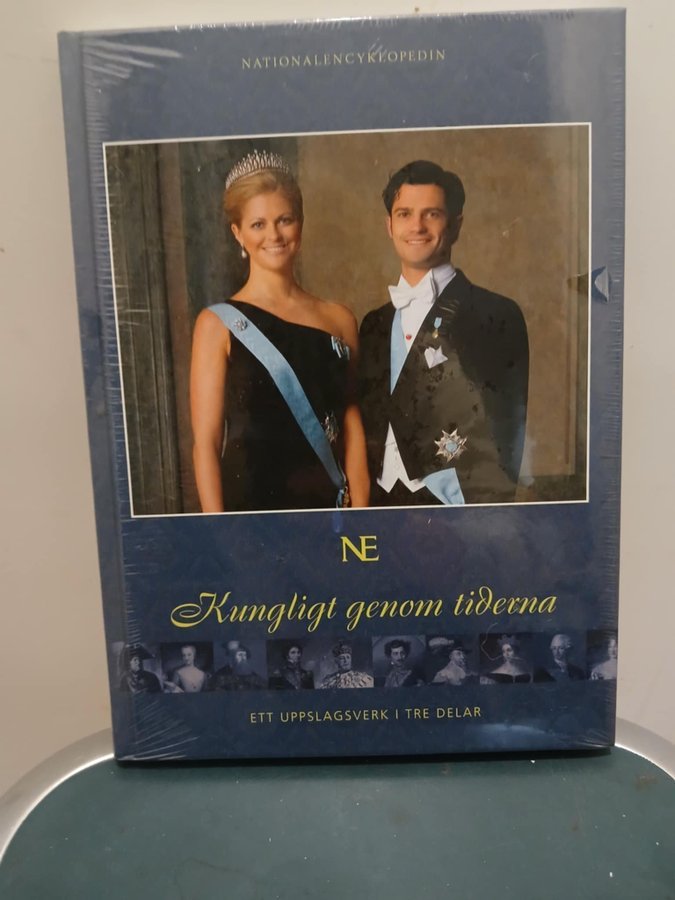 NATIONALENCYKLOPEDIN
NE
Kungligt genom tiderna
ETT UPPSLAGSVERK I TRE DELAR